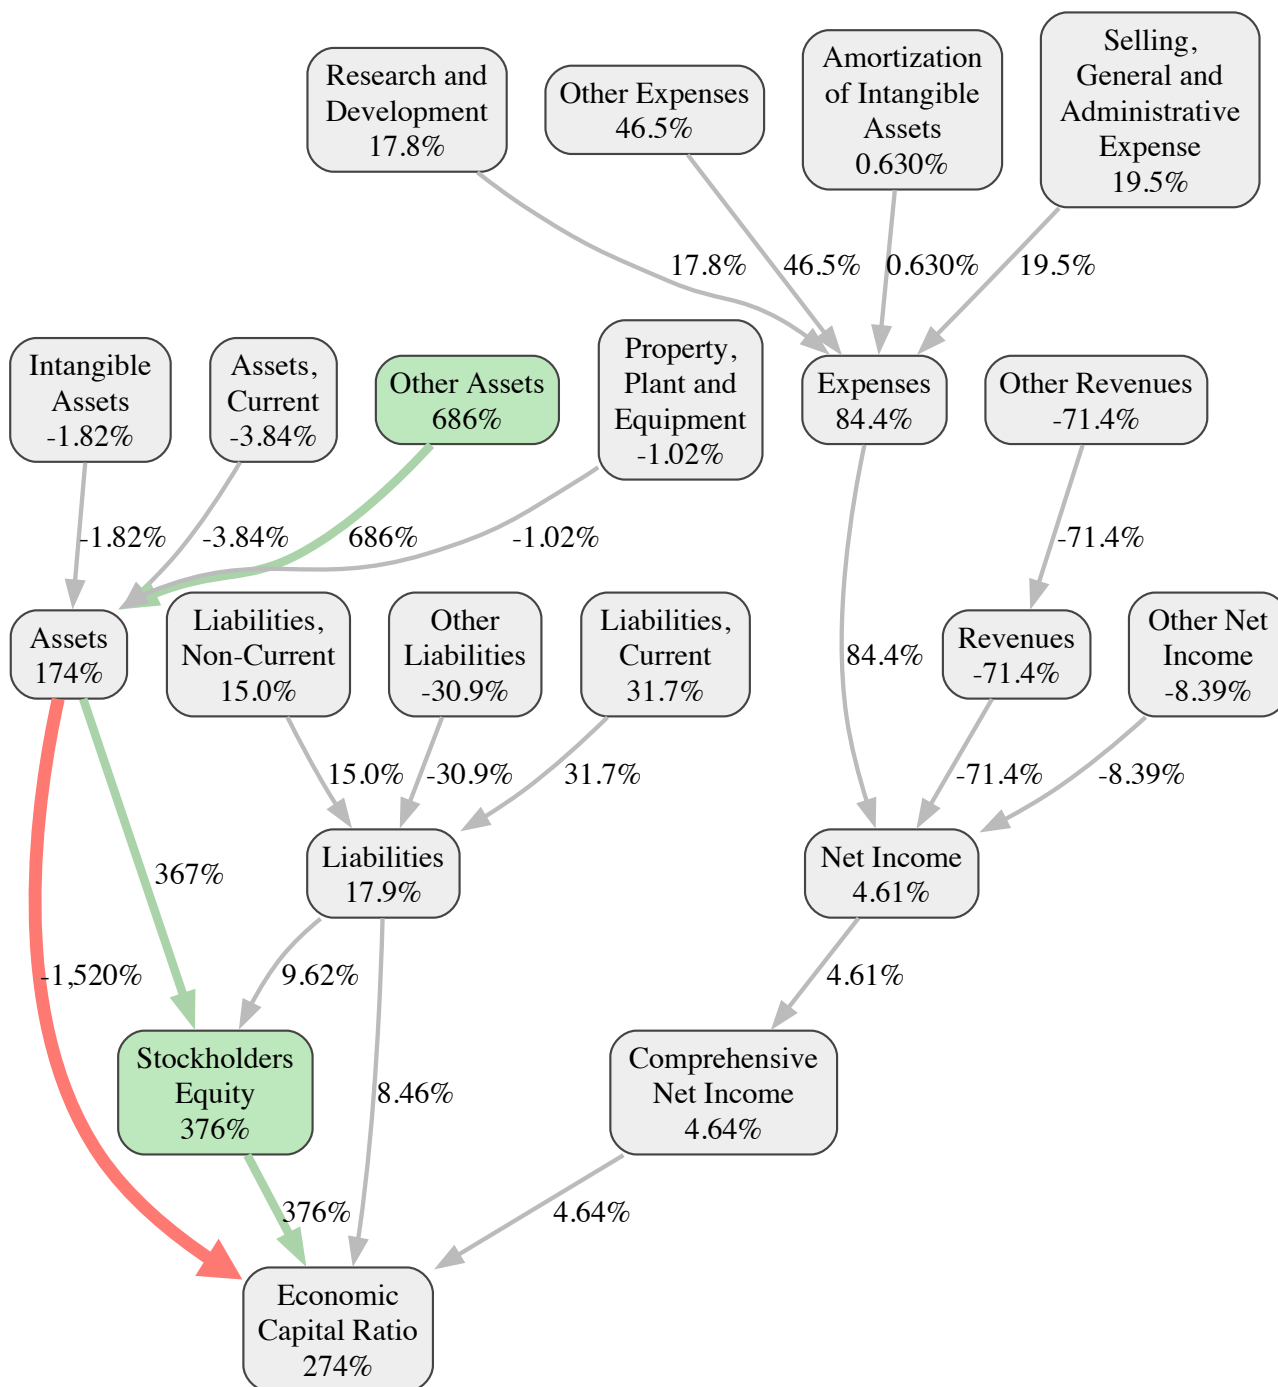 Research and
Development
17.8%
Other Expenses
46.5%
Amortization
of Intangible
Assets
0.630%
Selling,
General and
Administrative
Expense
19.5%
17.8%
46.5%
0.630%
19.5%
Intangible
Assets
-1.82%
Assets,
Current
-3.84%
Other Assets
686%
Property,
Plant and
Equipment
-1.02%
Expenses
84.4%
Other Revenues
-71.4%
-1.82%
-3.84%
686%
-1.02%
-71.4%
Assets
174%
Liabilities,
Non-Current
15.0%
Other
Liabilities
-30.9%
Liabilities,
Current
31.7%
84.4%
Revenues
-71.4%
Other Net
Income
-8.39%
15.0%
-30.9%
31.7%
-71.4%
-8.39%
367%
Liabilities
17.9%
Net Income
4.61%
-1,520%
9.62%
4.61%
Stockholders
Equity
376%
8.46%
Comprehensive
Net Income
4.64%
376%
4.64%
Economic
Capital Ratio
274%